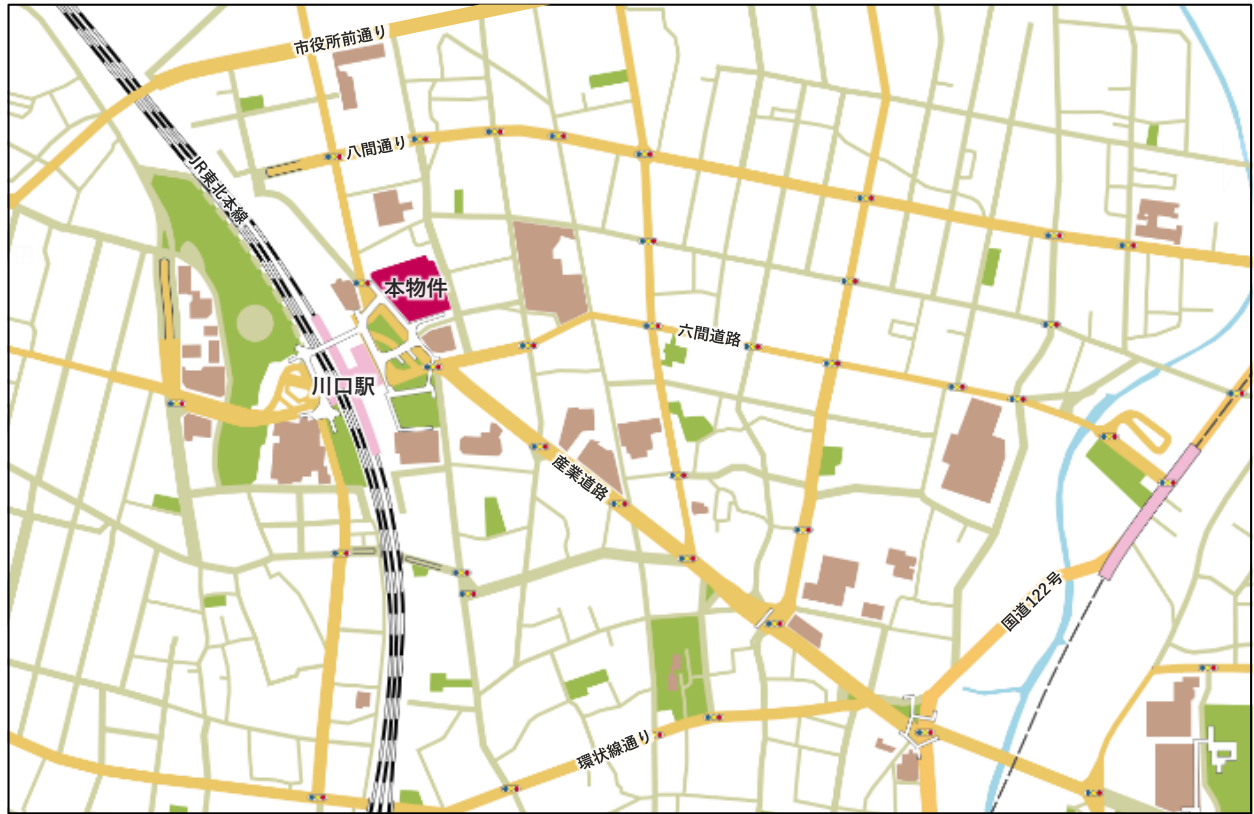 市役所前通り
八間通り
JR東北本線
本物件
六間道路
川口駅
産業道路
国道122号
環状線通り